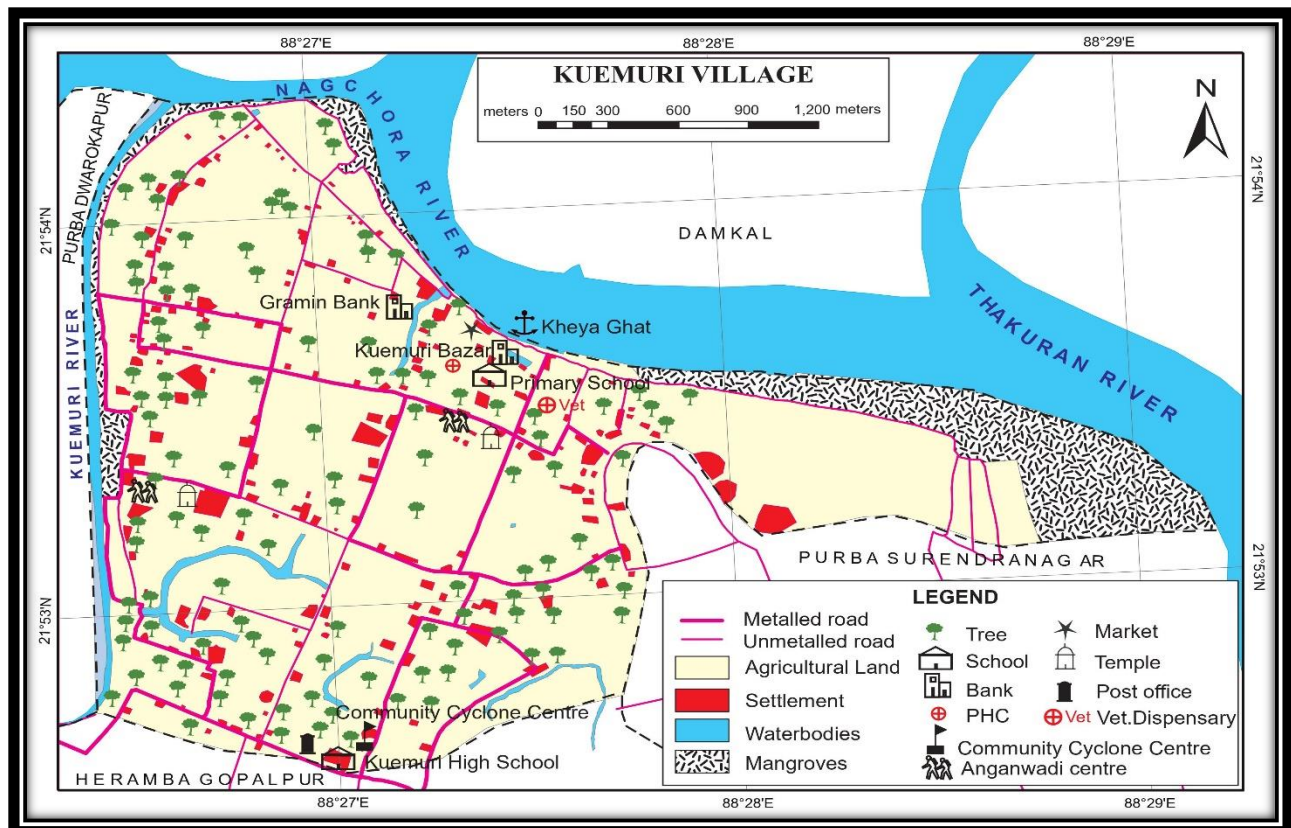 88°27'E
88°28'E
88°29'E
KUEMURI VILLAGE
meters 0 150 300 600 900 1,200 meters
N
NAGCHORA RIVER
PURBA DWAROKAPUR
21°54'N
21°54'N
DAMKAL
KUEMURI RIVER
THAKURAN RIVER
Gramin Bank
Kheya Ghat
Kuemuri Bazar
Primary School
Vet
PURBA SURENDRANAGAR
21°53'N
21°53'N
Community Cyclone Centre
Kuemuri High School
HERAMBA GOPALPUR
LEGEND
Metalled road
Unmetalled road
Agricultural Land
Settlement
Waterbodies
Mangroves
Tree
School
Bank
PHC
Market
Temple
Post office
Vet Vet.Dispensary
Community Cyclone Centre
Anganwadi centre
88°27'E
88°28'E
88°29'E